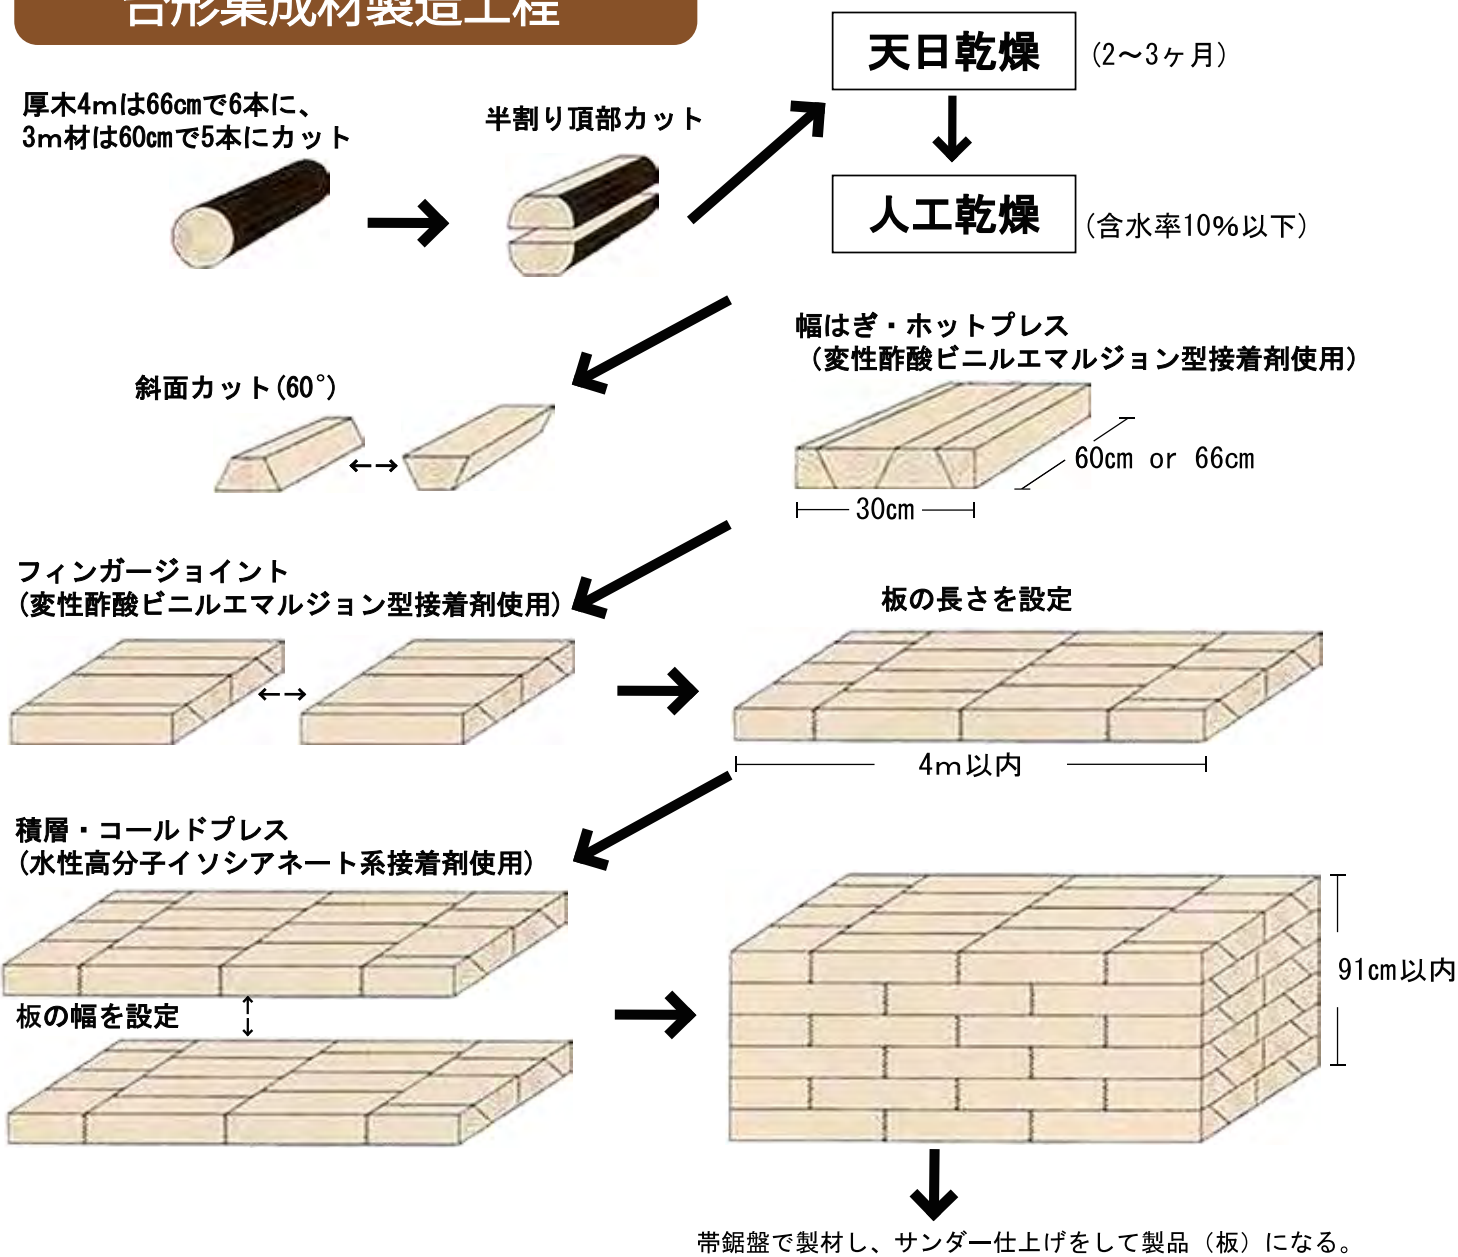 台形集成材製造工程
厚木4mは66cmで6本に、
3m材は60cmで5本にカット
半割り頂部カット
天日乾燥
(2～3ヶ月)
人工乾燥
(含水率10%以下)
斜面カット(60°)
幅はぎ・ホットプレス
(変性酢酸ビニルエマルジョン型接着剤使用)
60cm or 66cm
30cm
フィンガージョイント
(変性酢酸ビニルエマルジョン型接着剤使用)
板の長さを設定
4m以内
積層・コールドプレス
(水性高分子イソシアネート系接着剤使用)
板の幅を設定
91cm以内
帯鋸盤で製材し、サンダー仕上げをして製品（板）になる。